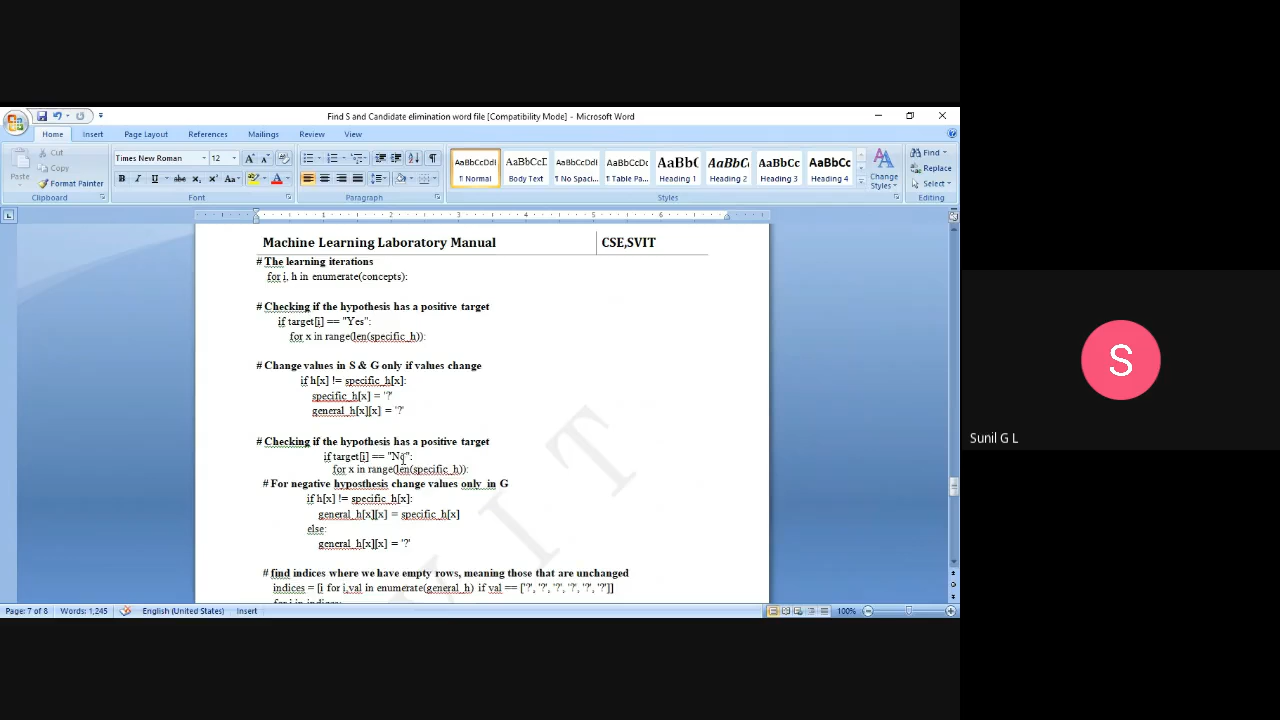 Find S and Candidate elimination word file [Compatibility Mode] - Microsoft Word
Home Insert Page Layout References Mailings Review View
Paste
Cut
Copy
Format Painter
Clipboard
Times New Roman 12
B I U abc
Font
Paragraph
AaBbCcDdI AaBbCcD AaBbCcDdI AaBbCcDc AaBbC AaBbCc AaBbCc AaBbCc
¶ Normal Body Text ¶ No Spaci... ¶ Table Pa... Heading 1 Heading 2 Heading 3 Heading 4
Change Styles
Styles
Find
Replace
Select
Editing
Machine Learning Laboratory Manual CSE,SVIT
# The learning iterations
for i, h in enumerate(concepts):
# Checking if the hypothesis has a positive target
if target[i] == "Yes":
for x in range(len(specific_h)):
# Change values in S & G only if values change
if h[x] != specific_h[x]:
specific_h[x] = '?'
general_h[x][x] = '?'
# Checking if the hypothesis has a positive target
if target[i] == "No":
for x in range(len(specific_h)):
# For negative hyposthesis change values only in G
if h[x] != specific_h[x]:
general_h[x][x] = specific_h[x]
else:
general_h[x][x] = '?'
# find indices where we have empty rows, meaning those that are unchanged
indices = [i for i,val in enumerate(general_h) if val == ['?', '?', '?', '?', '?', '?']]
for i in indices:
VIT
Page: 7 of 8 Words: 1,245 English (United States) Insert 100%
S
Sunil G L